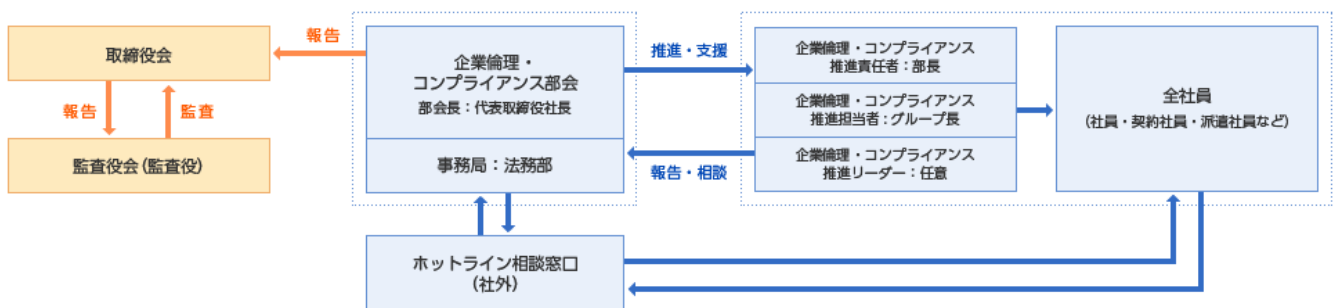 取締役会
報告
監査
監査役会(監査役)
報告
企業倫理・
コンプライアンス部会
部会長:代表取締役社長
事務局:法務部
推進・支援
報告・相談
企業倫理・コンプライアンス
推進責任者:部長
企業倫理・コンプライアンス
推進担当者:グループ長
企業倫理・コンプライアンス
推進リーダー:任意
全社員
(社員・契約社員・派遣社員など)
ホットライン相談窓口
(社外)